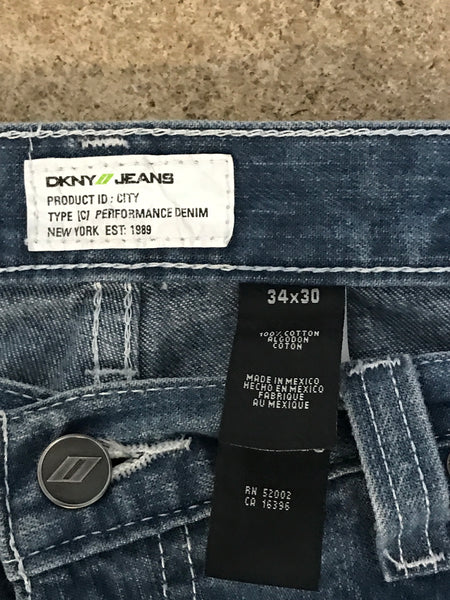 DKNY//JEANS
PRODUCT ID: CITY
TYPE [C] PERFORMANCE DENIM
NEW YORK EST: 1989
34x30
100% COTTON
ALGODON
COTON
MADE IN MEXICO
HECHO EN MEXICO
FABRIQUE
AU MEXIQUE
RN 52002
CA 16396